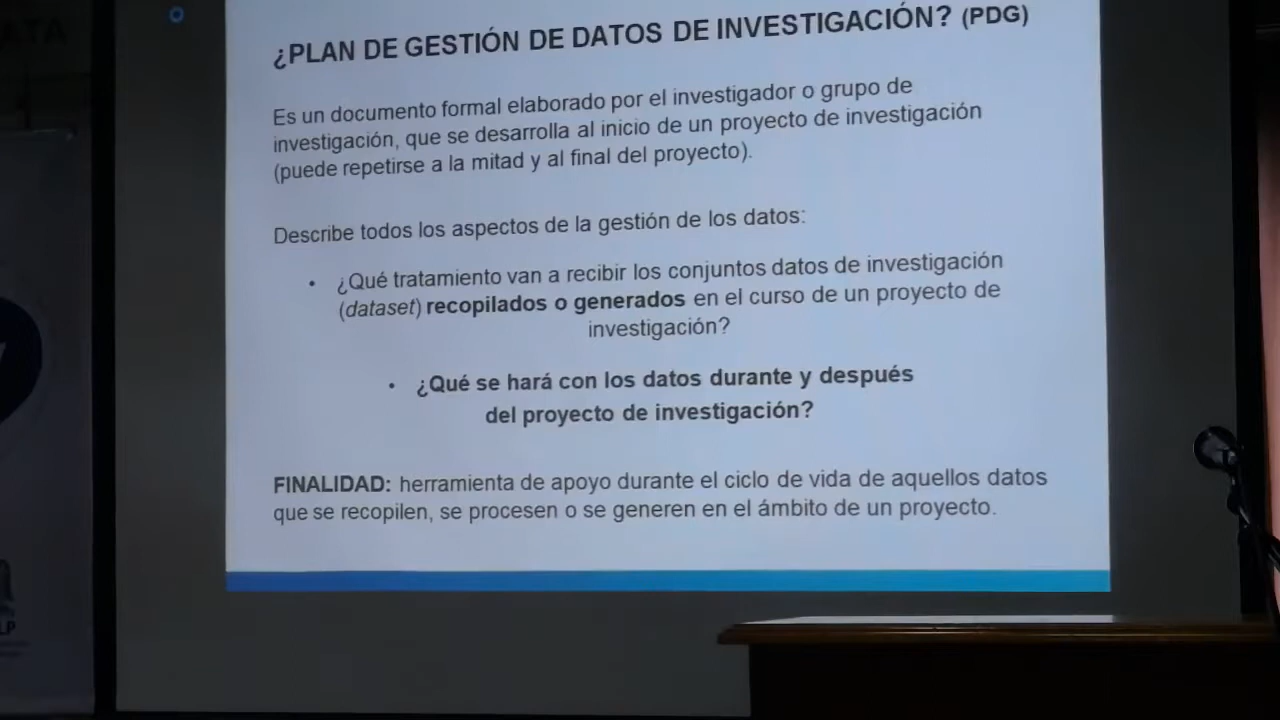 ¿PLAN DE GESTIÓN DE DATOS DE INVESTIGACIÓN? (PDG)
Es un documento formal elaborado por el investigador o grupo de
investigación, que se desarrolla al inicio de un proyecto de investigación
(puede repetirse a la mitad y al final del proyecto).
Describe todos los aspectos de la gestión de los datos:
• ¿Qué tratamiento van a recibir los conjuntos datos de investigación
(dataset) recopilados o generados en el curso de un proyecto de
investigación?
• ¿Qué se hará con los datos durante y después
del proyecto de investigación?
FINALIDAD: herramienta de apoyo durante el ciclo de vida de aquellos datos
que se recopilen, se procesen o se generen en el ámbito de un proyecto.